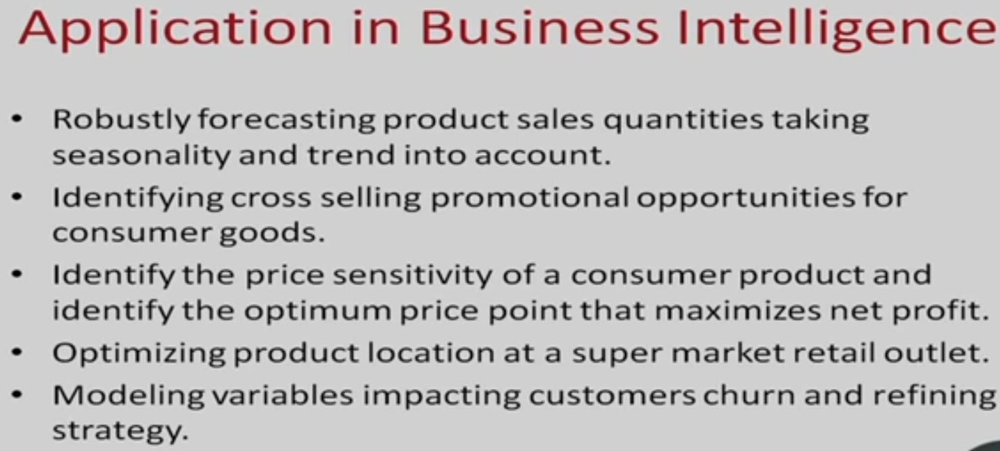 Application in Business Intelligence
• Robustly forecasting product sales quantities taking
seasonality and trend into account.
• Identifying cross selling promotional opportunities for
consumer goods.
• Identify the price sensitivity of a consumer product and
identify the optimum price point that maximizes net profit.
• Optimizing product location at a super market retail outlet.
• Modeling variables impacting customers churn and refining
strategy.